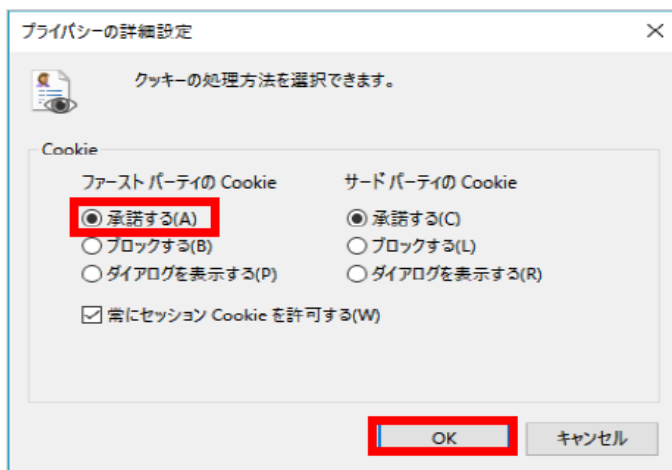 プライバシーの詳細設定
クッキーの処理方法を選択できます。
Cookie
ファースト パーティの Cookie
承諾する(A)
ブロックする(B)
ダイアログを表示する(P)
サード パーティの Cookie
承諾する(C)
ブロックする(L)
ダイアログを表示する(R)
常にセッション Cookie を許可する(W)
OK
キャンセル